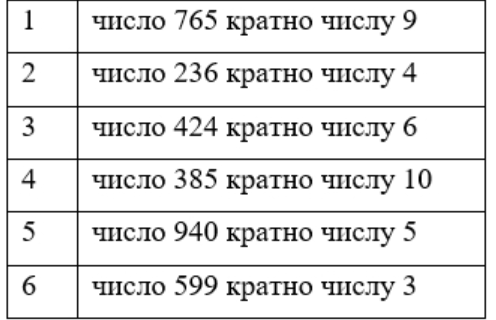 1 число 765 кратно числу 9
2 число 236 кратно числу 4
3 число 424 кратно числу 6
4 число 385 кратно числу 10
5 число 940 кратно числу 5
6 число 599 кратно числу 3